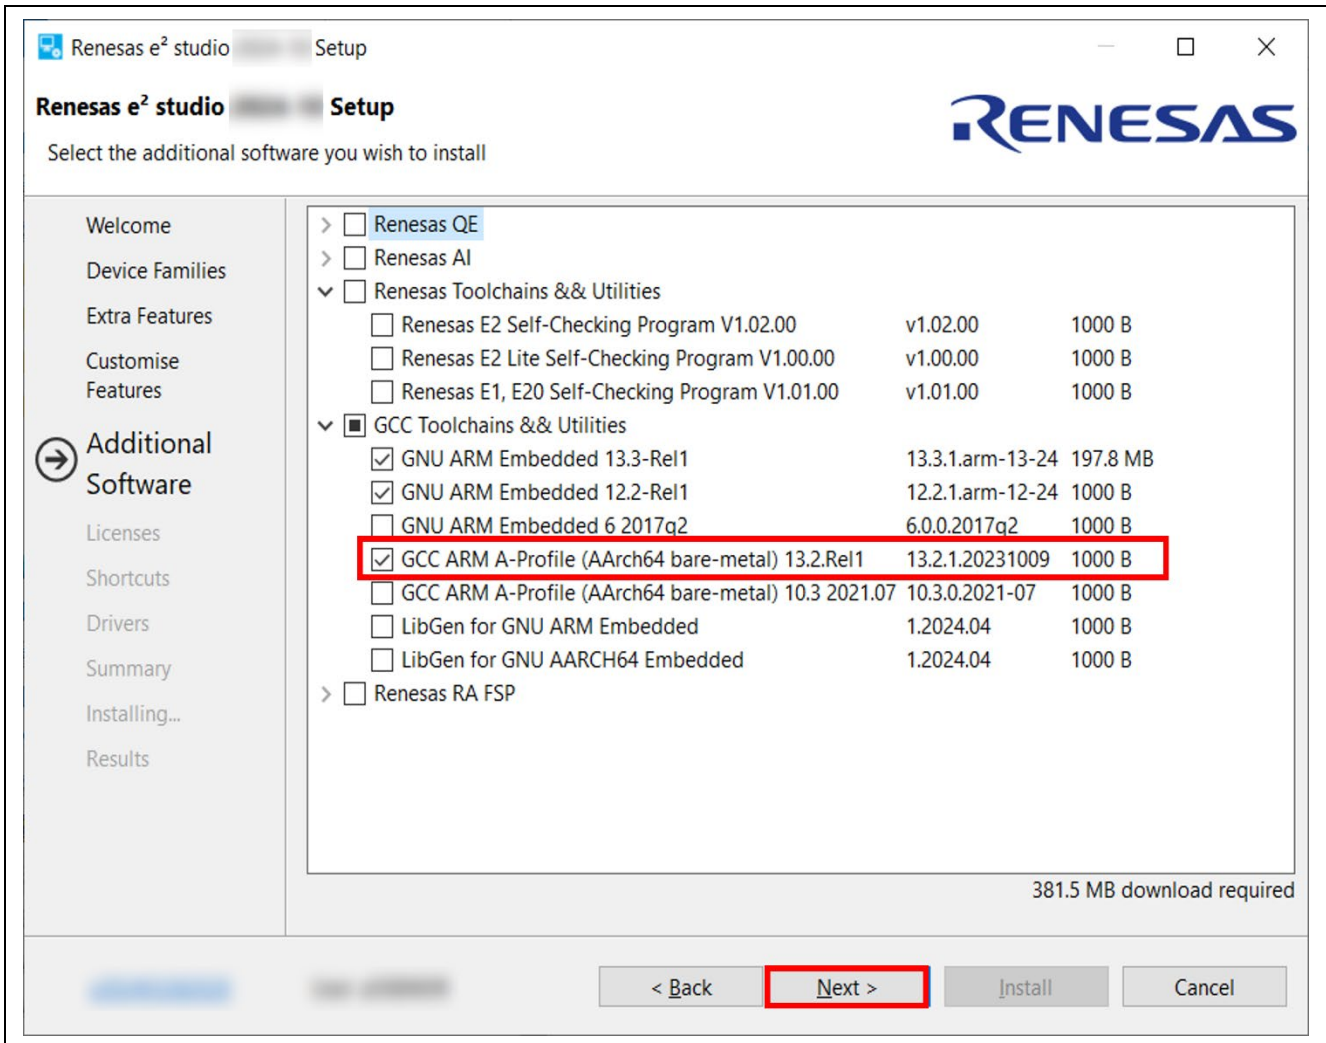 Renesas e² studio Setup
Renesas e² studio Setup
Select the additional software you wish to install
RENESAS
Welcome
Device Families
Extra Features
Customise
Features
Additional
Software
Licenses
Shortcuts
Drivers
Summary
Installing...
Results
Renesas QE
Renesas AI
Renesas Toolchains && Utilities
Renesas E2 Self-Checking Program V1.02.00 v1.02.00 1000 B
Renesas E2 Lite Self-Checking Program V1.00.00 v1.00.00 1000 B
Renesas E1, E20 Self-Checking Program V1.01.00 v1.01.00 1000 B
GCC Toolchains && Utilities
GNU ARM Embedded 13.3-Rel1 13.3.1.arm-13-24 197.8 MB
GNU ARM Embedded 12.2-Rel1 12.2.1.arm-12-24 1000 B
GNU ARM Embedded 6 2017q2 6.0.0.2017q2 1000 B
GCC ARM A-Profile (AArch64 bare-metal) 13.2.Rel1 13.2.1.20231009 1000 B
GCC ARM A-Profile (AArch64 bare-metal) 10.3 2021.07 10.3.0.2021-07 1000 B
LibGen for GNU ARM Embedded 1.2024.04 1000 B
LibGen for GNU AARCH64 Embedded 1.2024.04 1000 B
Renesas RA FSP
381.5 MB download required
< Back Next > Install Cancel